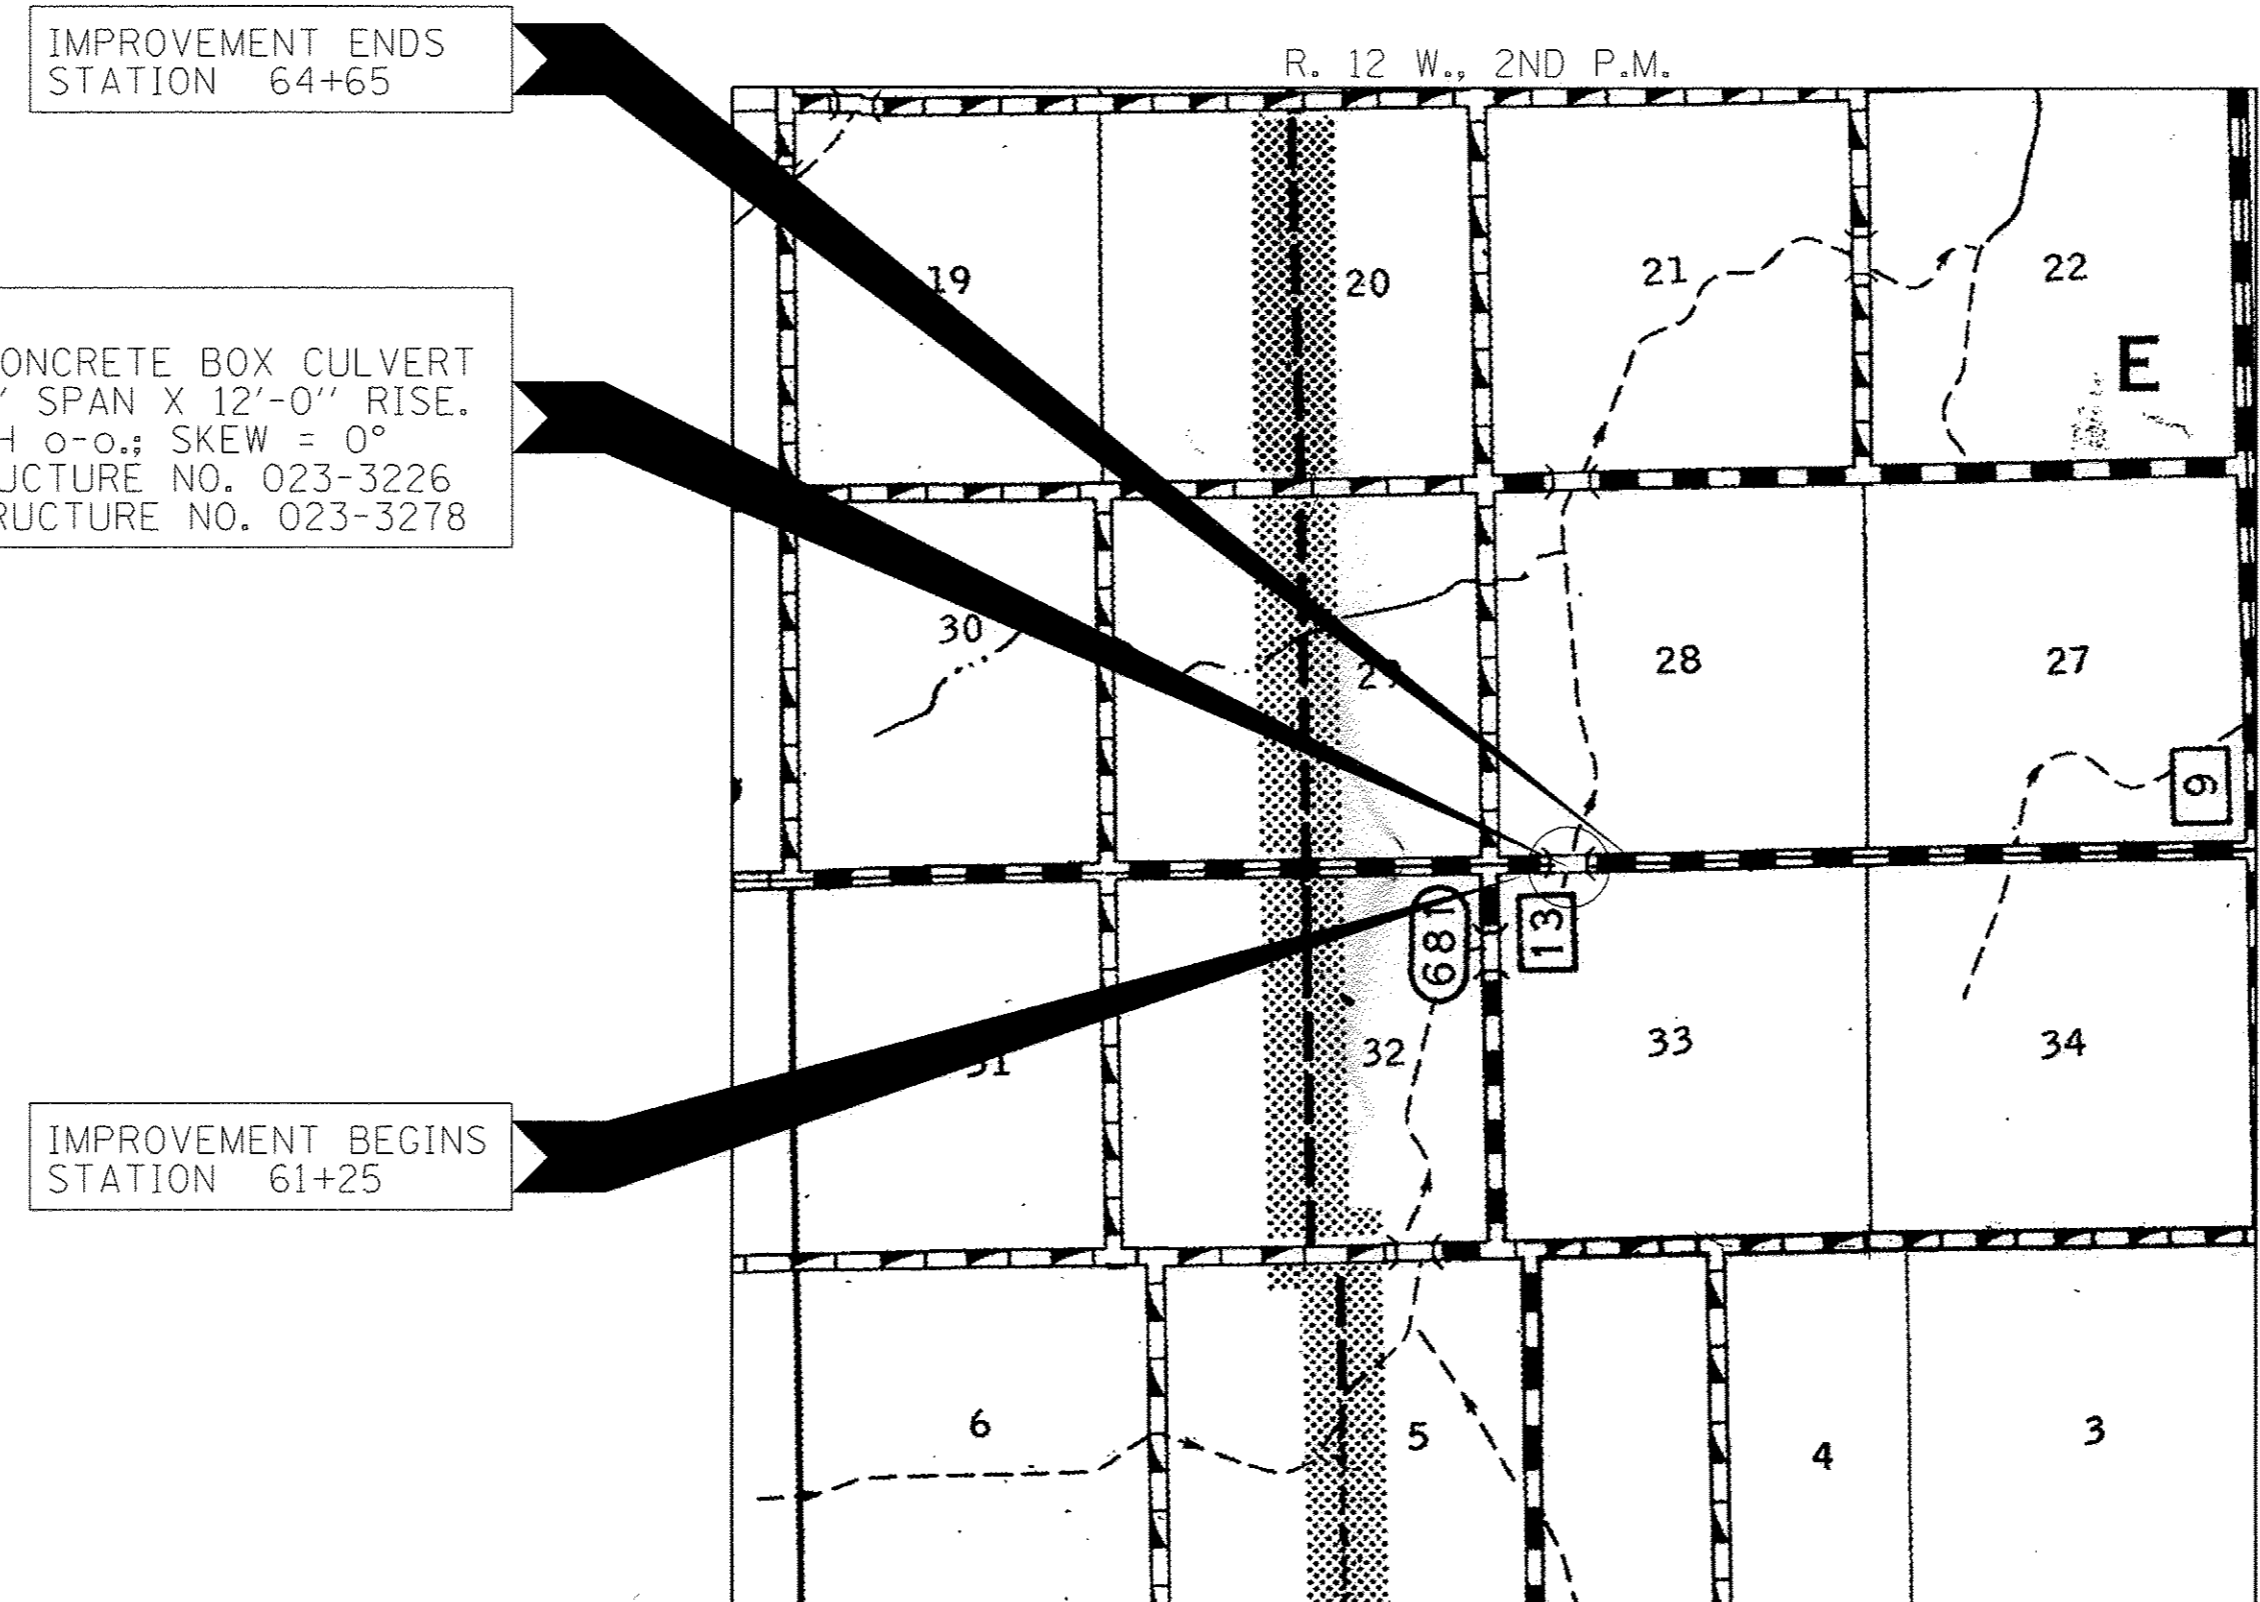 IMPROVEMENT ENDS
STATION 64+65
R. 12 W., 2ND P.M.
ONCRETE BOX CULVERT
' SPAN X 12'-0'' RISE.
H o-o.; SKEW = 0°
UCTURE NO. 023-3226
RUCTURE NO. 023-3278
IMPROVEMENT BEGINS
STATION 61+25
19
20
21
22
E
30
28
27
9
681
13
32
33
34
6
5
4
3